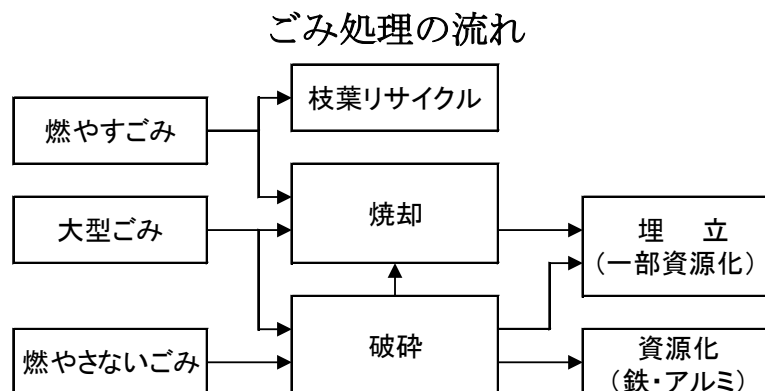 ごみ処理の流れ
枝葉リサイクル
燃やすごみ
焼却
大型ごみ
埋　立
（一部資源化）
破砕
燃やさないごみ
資源化
（鉄・アルミ）